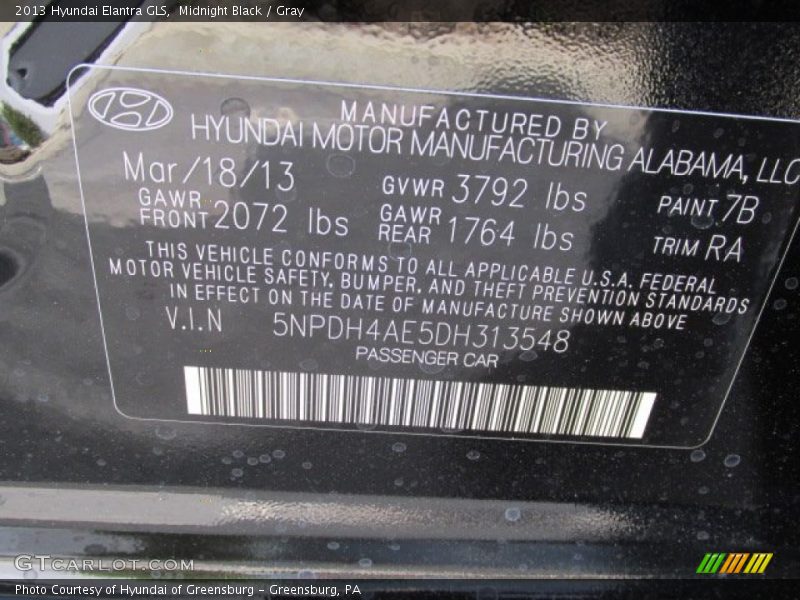 2013 Hyundai Elantra GLS, Midnight Black / Gray
MANUFACTURED BY
HYUNDAI MOTOR MANUFACTURING ALABAMA, LLC
Mar/18/13 GVWR 3792 lbs PAINT 7B
GAWR FRONT 2072 lbs GAWR REAR 1764 lbs TRIM RA
THIS VEHICLE CONFORMS TO ALL APPLICABLE U.S.A. FEDERAL
MOTOR VEHICLE SAFETY, BUMPER, AND THEFT PREVENTION STANDARDS
IN EFFECT ON THE DATE OF MANUFACTURE SHOWN ABOVE
V.I.N 5NPDH4AE5DH313548
PASSENGER CAR
GTCARLOT.COM
Photo Courtesy of Hyundai of Greensburg - Greensburg, PA